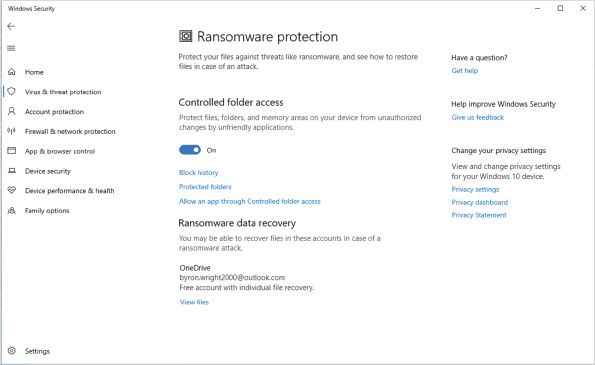 Windows Security
Home
Virus & threat protection
Account protection
Firewall & network protection
App & browser control
Device security
Device performance & health
Family options
Settings
Ransomware protection
Protect your files against threats like ransomware, and see how to restore
files in case of an attack.
Controlled folder access
Protect files, folders, and memory areas on your device from unauthorized
changes by unfriendly applications.
On
Block history
Protected folders
Allow an app through Controlled folder access
Ransomware data recovery
You may be able to recover files in these accounts in case of a
ransomware attack.
OneDrive
byron.wright2000@outlook.com
Free account with individual file recovery.
View files
Have a question?
Get help
Help improve Windows Security
Give us feedback
Change your privacy settings
View and change privacy settings
for your Windows 10 device.
Privacy settings
Privacy dashboard
Privacy Statement